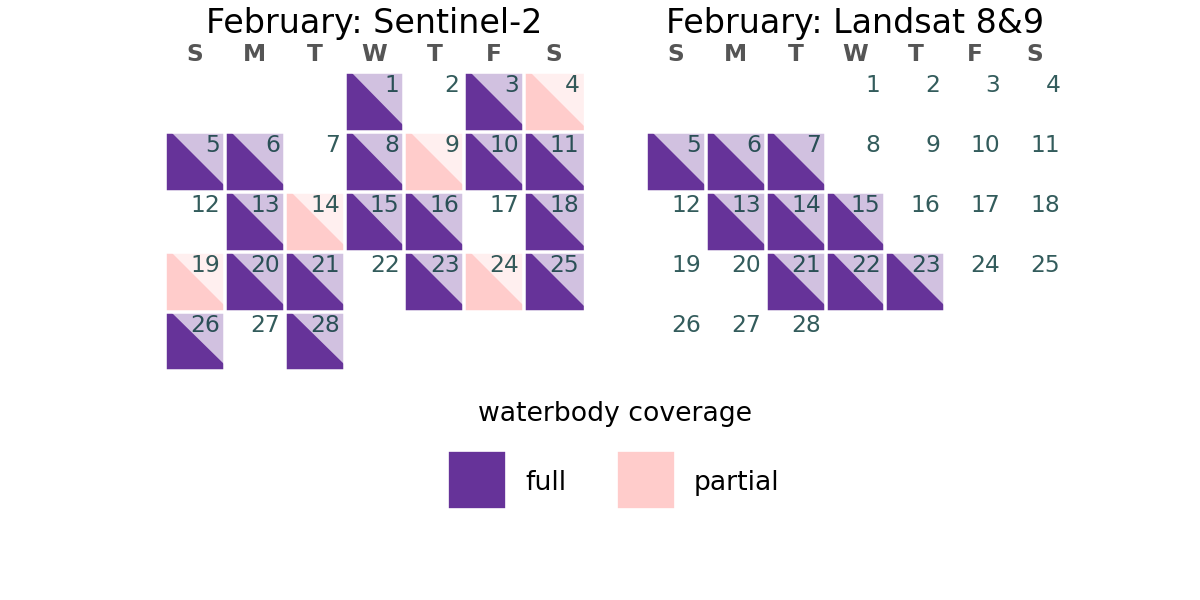 February: Sentinel-2
S M T W T F S
1 2 3 4
5 6 7 8 9 10 11
12 13 14 15 16 17 18
19 20 21 22 23 24 25
26 27 28
February: Landsat 8&9
S M T W T F S
1 2 3 4
5 6 7 8 9 10 11
12 13 14 15 16 17 18
19 20 21 22 23 24 25
26 27 28
waterbody coverage
full
partial